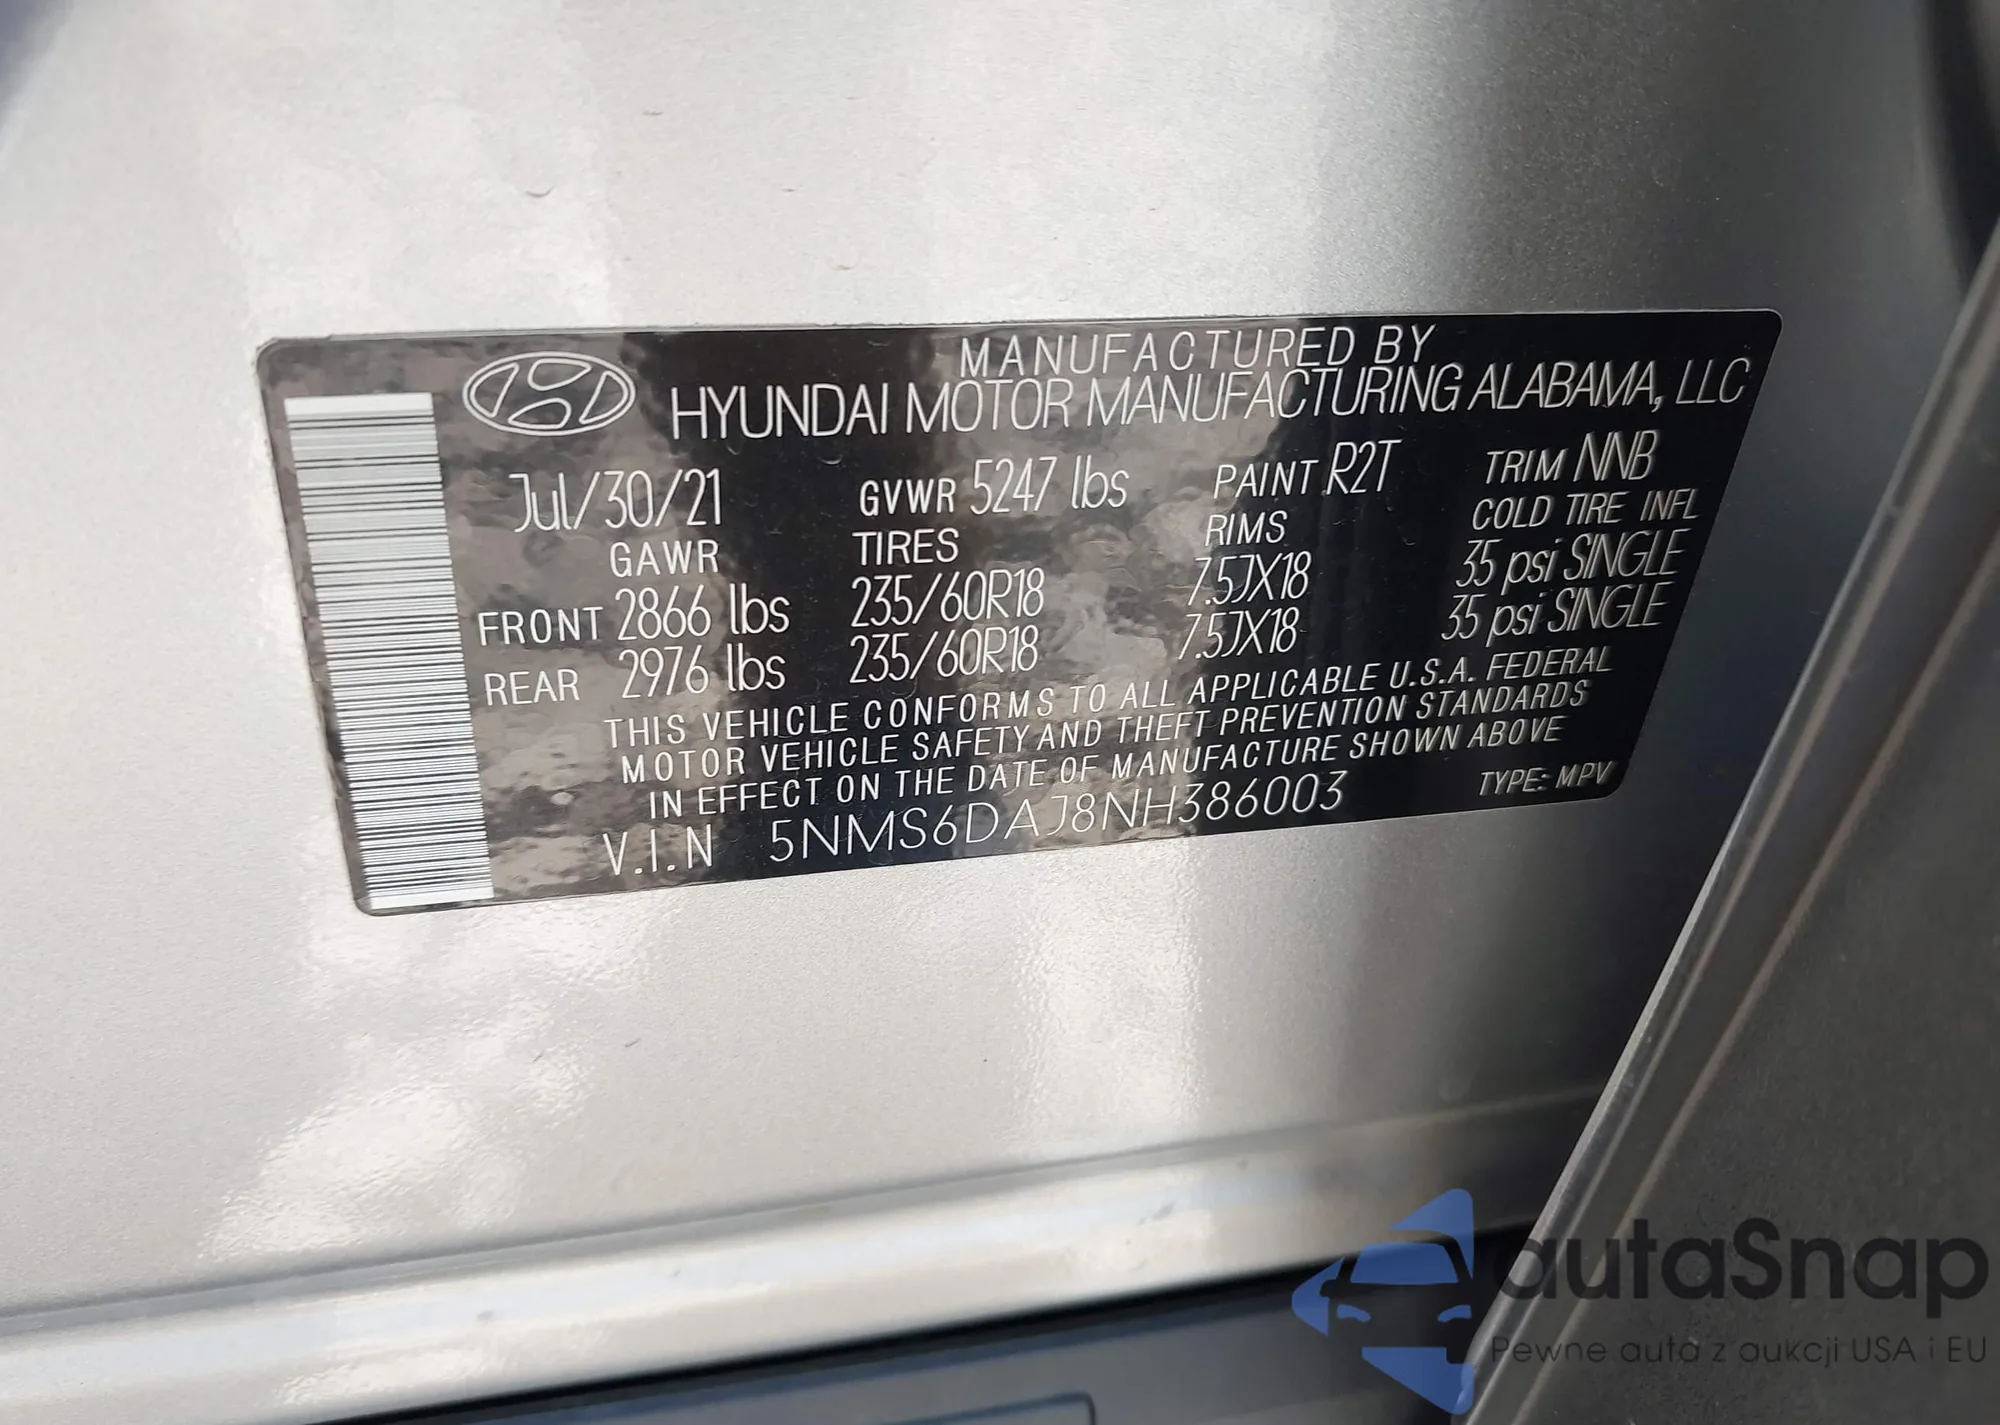 MANUFACTURED BY
HYUNDAI MOTOR MANUFACTURING ALABAMA, LLC
Jul/30/21 GVWR 5247 lbs PAINT R2T TRIM NNB
GAWR TIRES RIMS COLD TIRE INFL
FRONT 2866 lbs 235/60R18 7.5JX18 35 psi SINGLE
REAR 2976 lbs 235/60R18 7.5JX18 35 psi SINGLE
THIS VEHICLE CONFORMS TO ALL APPLICABLE U.S.A. FEDERAL
MOTOR VEHICLE SAFETY AND THEFT PREVENTION STANDARDS
IN EFFECT ON THE DATE OF MANUFACTURE SHOWN ABOVE
V.I.N 5NMS6DAJ8NH386003 TYPE: MPV
autaSnap
Pewne auta z aukcji USA i EU